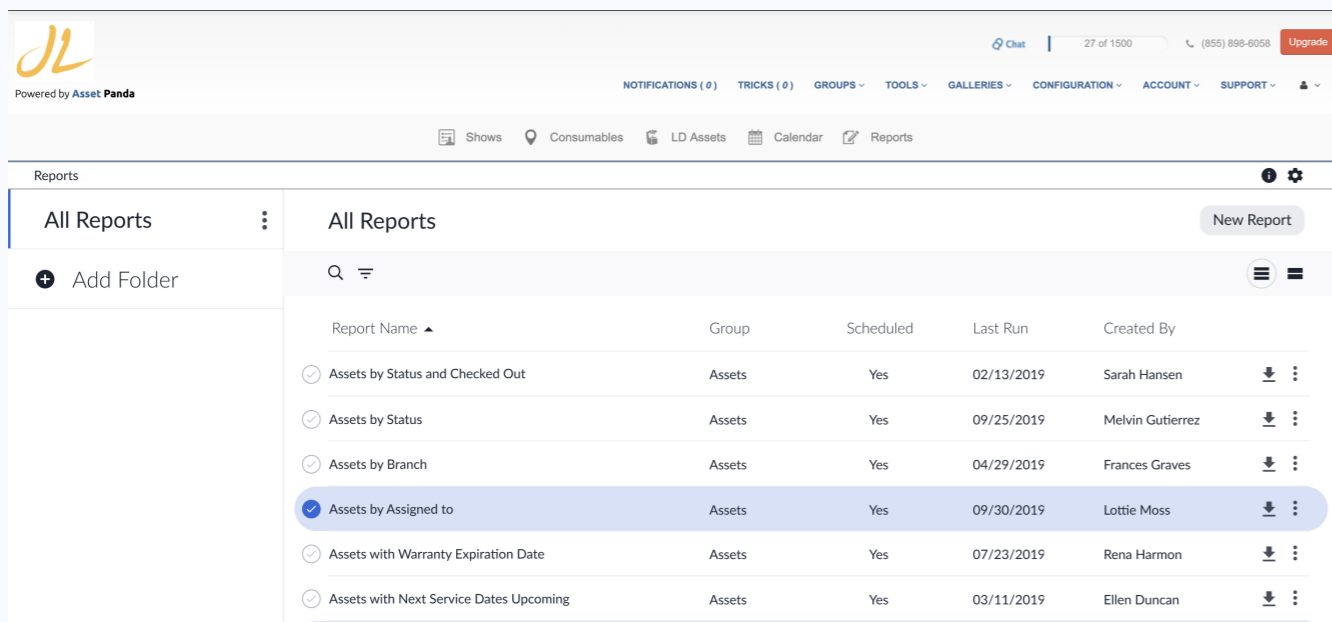 JL
Chat 27 of 1500 (855) 898-6058 Upgrade
Powered by Asset Panda
NOTIFICATIONS ( 0 ) TRICKS ( 0 ) GROUPS TOOLS GALLERIES CONFIGURATION ACCOUNT SUPPORT
Shows Consumables LD Assets Calendar Reports
Reports
All Reports
Add Folder
All Reports New Report
Report Name Group Scheduled Last Run Created By
Assets by Status and Checked Out Assets Yes 02/13/2019 Sarah Hansen
Assets by Status Assets Yes 09/25/2019 Melvin Gutierrez
Assets by Branch Assets Yes 04/29/2019 Frances Graves
Assets by Assigned to Assets Yes 09/30/2019 Lottie Moss
Assets with Warranty Expiration Date Assets Yes 07/23/2019 Rena Harmon
Assets with Next Service Dates Upcoming Assets Yes 03/11/2019 Ellen Duncan